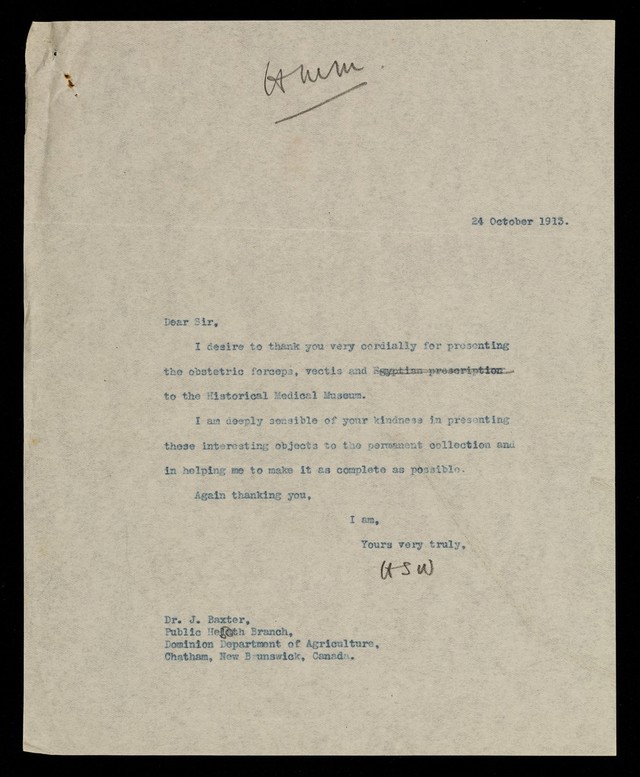 HMM.
24 October 1913.
Dear Sir,
I desire to thank you very cordially for presenting
the obstetric forceps, vectis and Egyptian prescription
to the Historical Medical Museum.
I am deeply sensible of your kindness in presenting
these interesting objects to the permanent collection and
in helping me to make it as complete as possible.
Again thanking you,
I am,
Yours very truly,
HSW
Dr. J. Baxter,
Public Health Branch,
Dominion Department of Agriculture,
Chatham, New Brunswick, Canada.